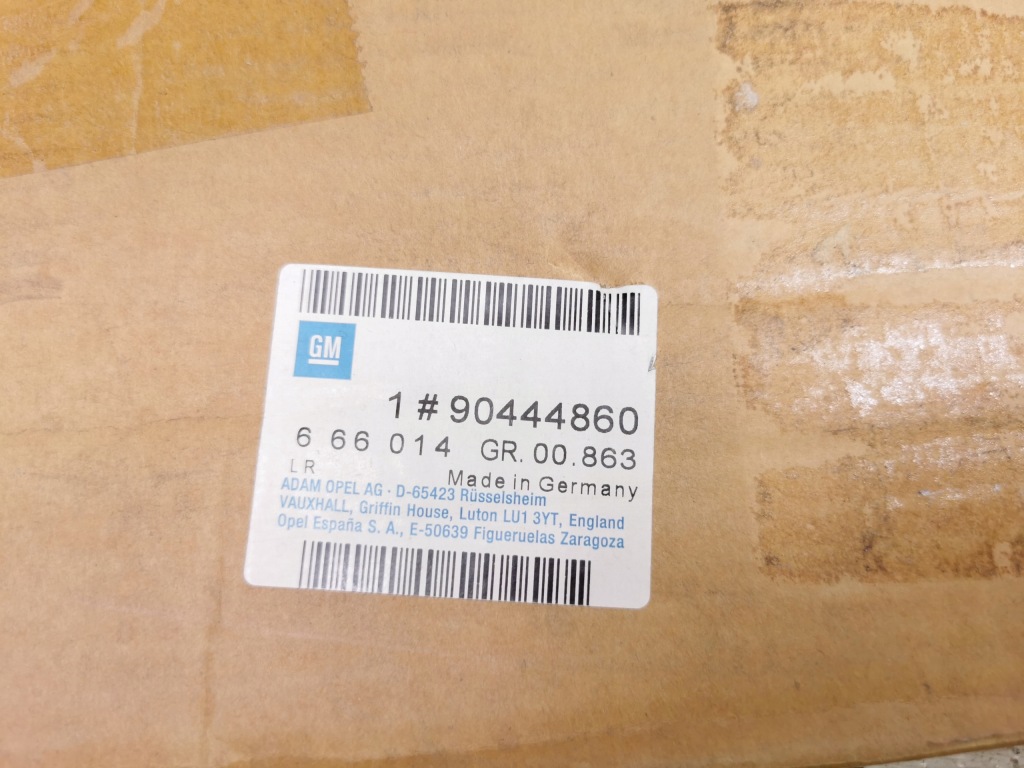 GM
1 # 90444860
6 66 014 GR. 00.863
LR Made in Germany
ADAM OPEL AG · D-65423 Rüsselsheim
VAUXHALL, Griffin House, Luton LU1 3YT, England
Opel España S. A., E-50639 Figueruelas Zaragoza